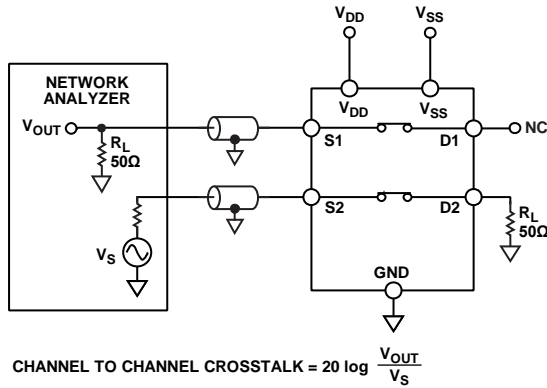 VDD VSS
NETWORK
ANALYZER
VOUT
RL
50Ω
VS
VDD VSS
S1 D1 NC
S2 D2
RL
50Ω
GND
CHANNEL TO CHANNEL CROSSTALK = 20 log VOUT
VS